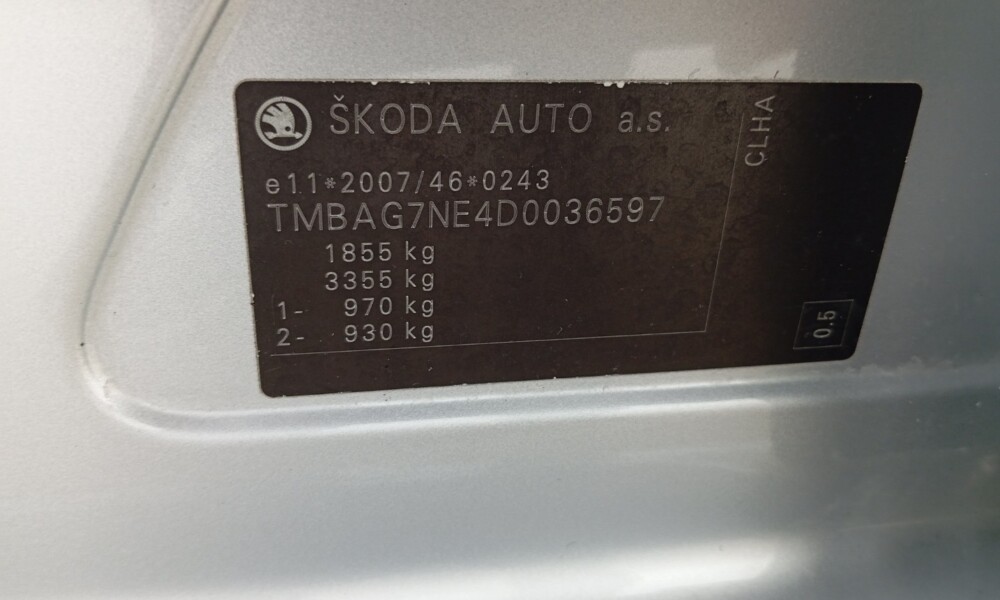 ŠKODA AUTO a.s.
CLHA
e11*2007/46*0243
TMBAG7NE4D0036597
1855 kg
3355 kg
1- 970 kg
2- 930 kg
0.5